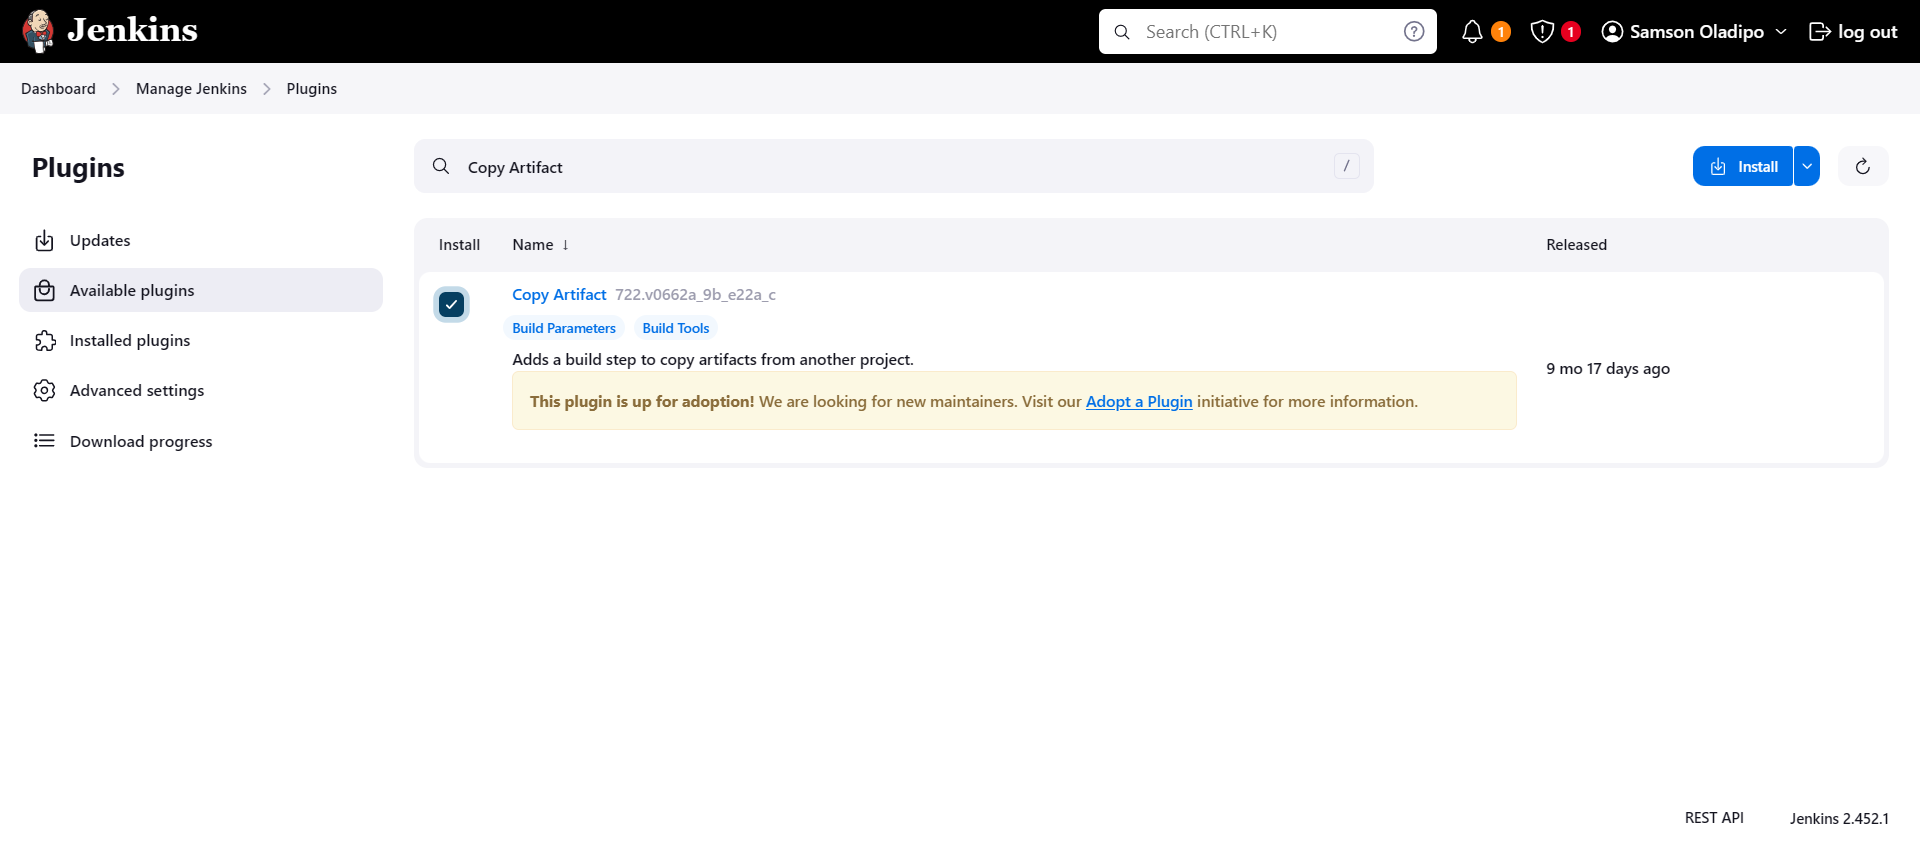 Jenkins
Search (CTRL+K)
1
1
Samson Oladipo
log out
Dashboard
Manage Jenkins
Plugins
Plugins
Copy Artifact
/
Install
Updates
Available plugins
Installed plugins
Advanced settings
Download progress
Install
Name ↓
Released
Copy Artifact 722.v0662a_9b_e22a_c
Build Parameters
Build Tools
Adds a build step to copy artifacts from another project.
This plugin is up for adoption! We are looking for new maintainers. Visit our Adopt a Plugin initiative for more information.
9 mo 17 days ago
REST API
Jenkins 2.452.1